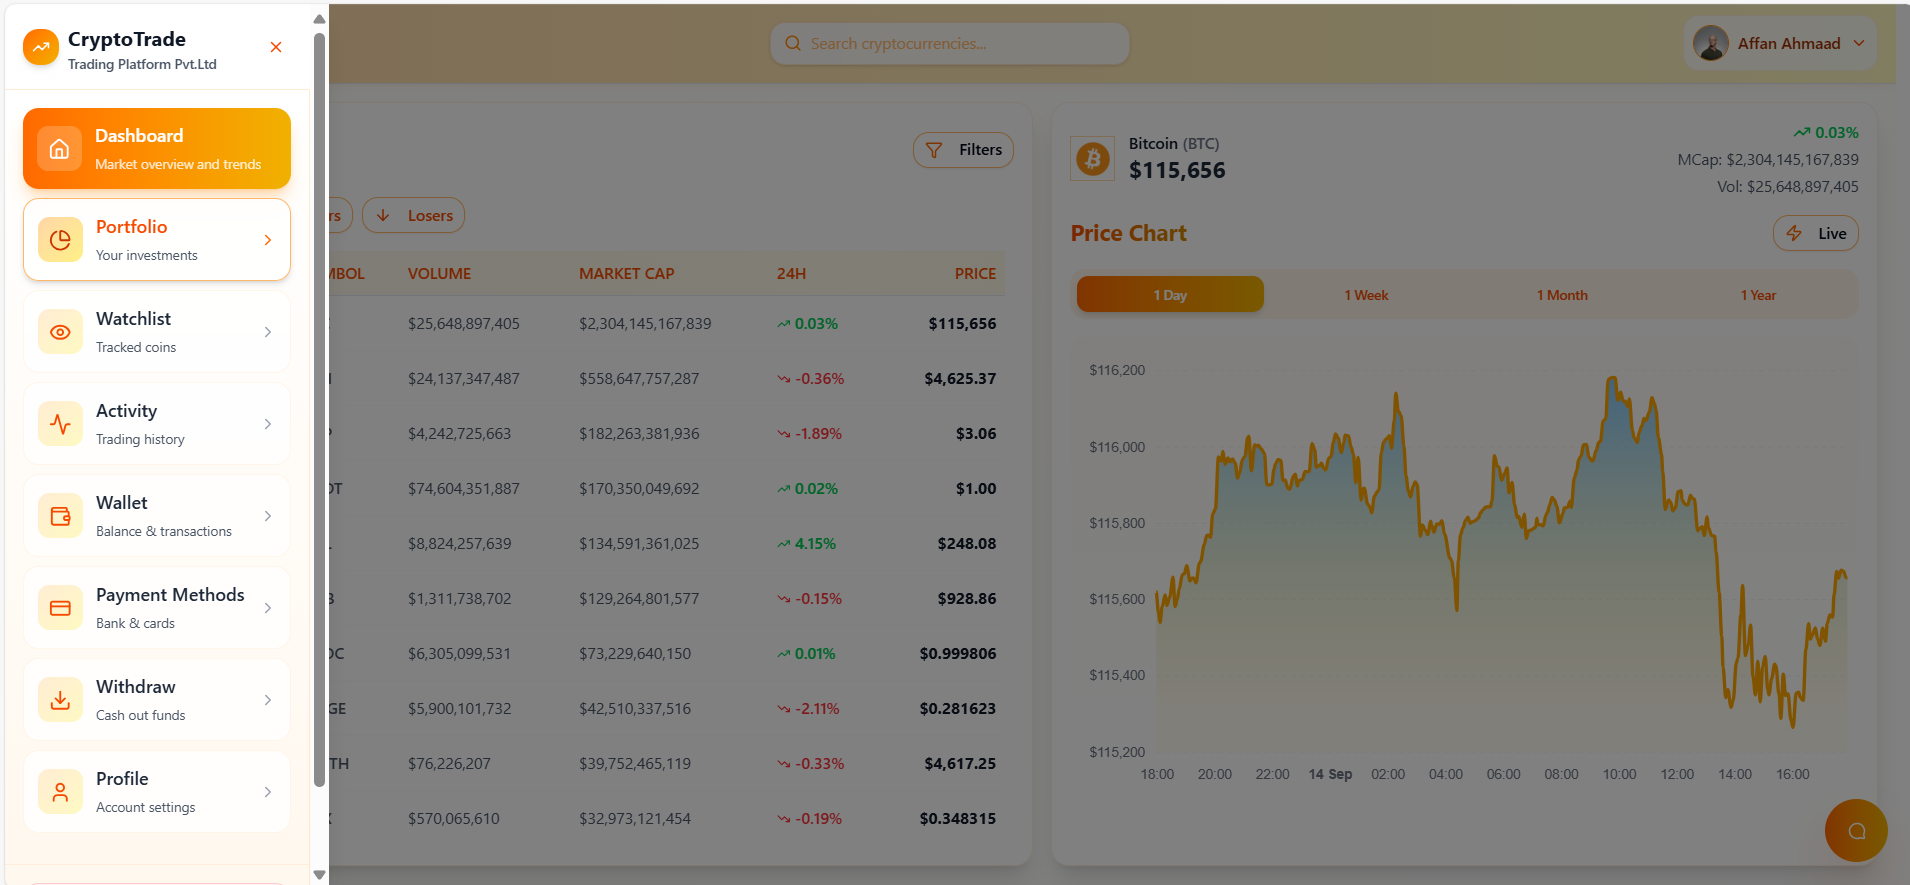 CryptoTrade
Trading Platform Pvt.Ltd
Dashboard
Market overview and trends
Portfolio
Your investments
Watchlist
Tracked coins
Activity
Trading history
Wallet
Balance & transactions
Payment Methods
Bank & cards
Withdraw
Cash out funds
Profile
Account settings
Search cryptocurrencies...
Affan Ahmaad
Filters
Losers
VOLUME MARKET CAP 24H PRICE
$25,648,897,405 $2,304,145,167,839 0.03% $115,656
$24,137,347,487 $558,647,757,287 -0.36% $4,625.37
$4,242,725,663 $182,263,381,936 -1.89% $3.06
$74,604,351,887 $170,350,049,692 0.02% $1.00
$8,824,257,639 $134,591,361,025 4.15% $248.08
$1,311,738,702 $129,264,801,577 -0.15% $928.86
$6,305,099,531 $73,229,640,150 0.01% $0.999806
$5,900,101,732 $42,510,337,516 -2.11% $0.281623
$76,226,207 $39,752,465,119 -0.33% $4,617.25
$570,065,610 $32,973,121,454 -0.19% $0.348315
Bitcoin (BTC)
$115,656
0.03%
MCap: $2,304,145,167,839
Vol: $25,648,897,405
Price Chart
Live
1 Day 1 Week 1 Month 1 Year
$116,200
$116,000
$115,800
$115,600
$115,400
$115,200
18:00 20:00 22:00 14 Sep 02:00 04:00 06:00 08:00 10:00 12:00 14:00 16:00